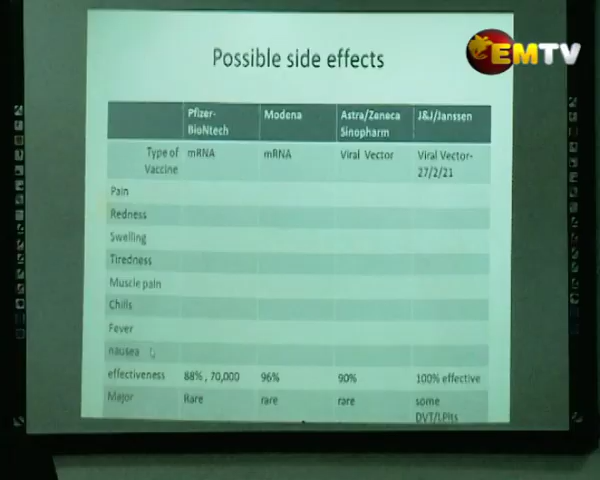 EMTV
Possible side effects
Pfizer-BioNtech Modena Astra/Zeneca Sinopharm J&J/Janssen
Type of Vaccine mRNA mRNA Viral Vector Viral Vector-27/2/21
Pain
Redness
Swelling
Tiredness
Muscle pain
Chills
Fever
nausea
effectiveness 88%, 70,000 96% 90% 100% effective
Major Rare rare rare some